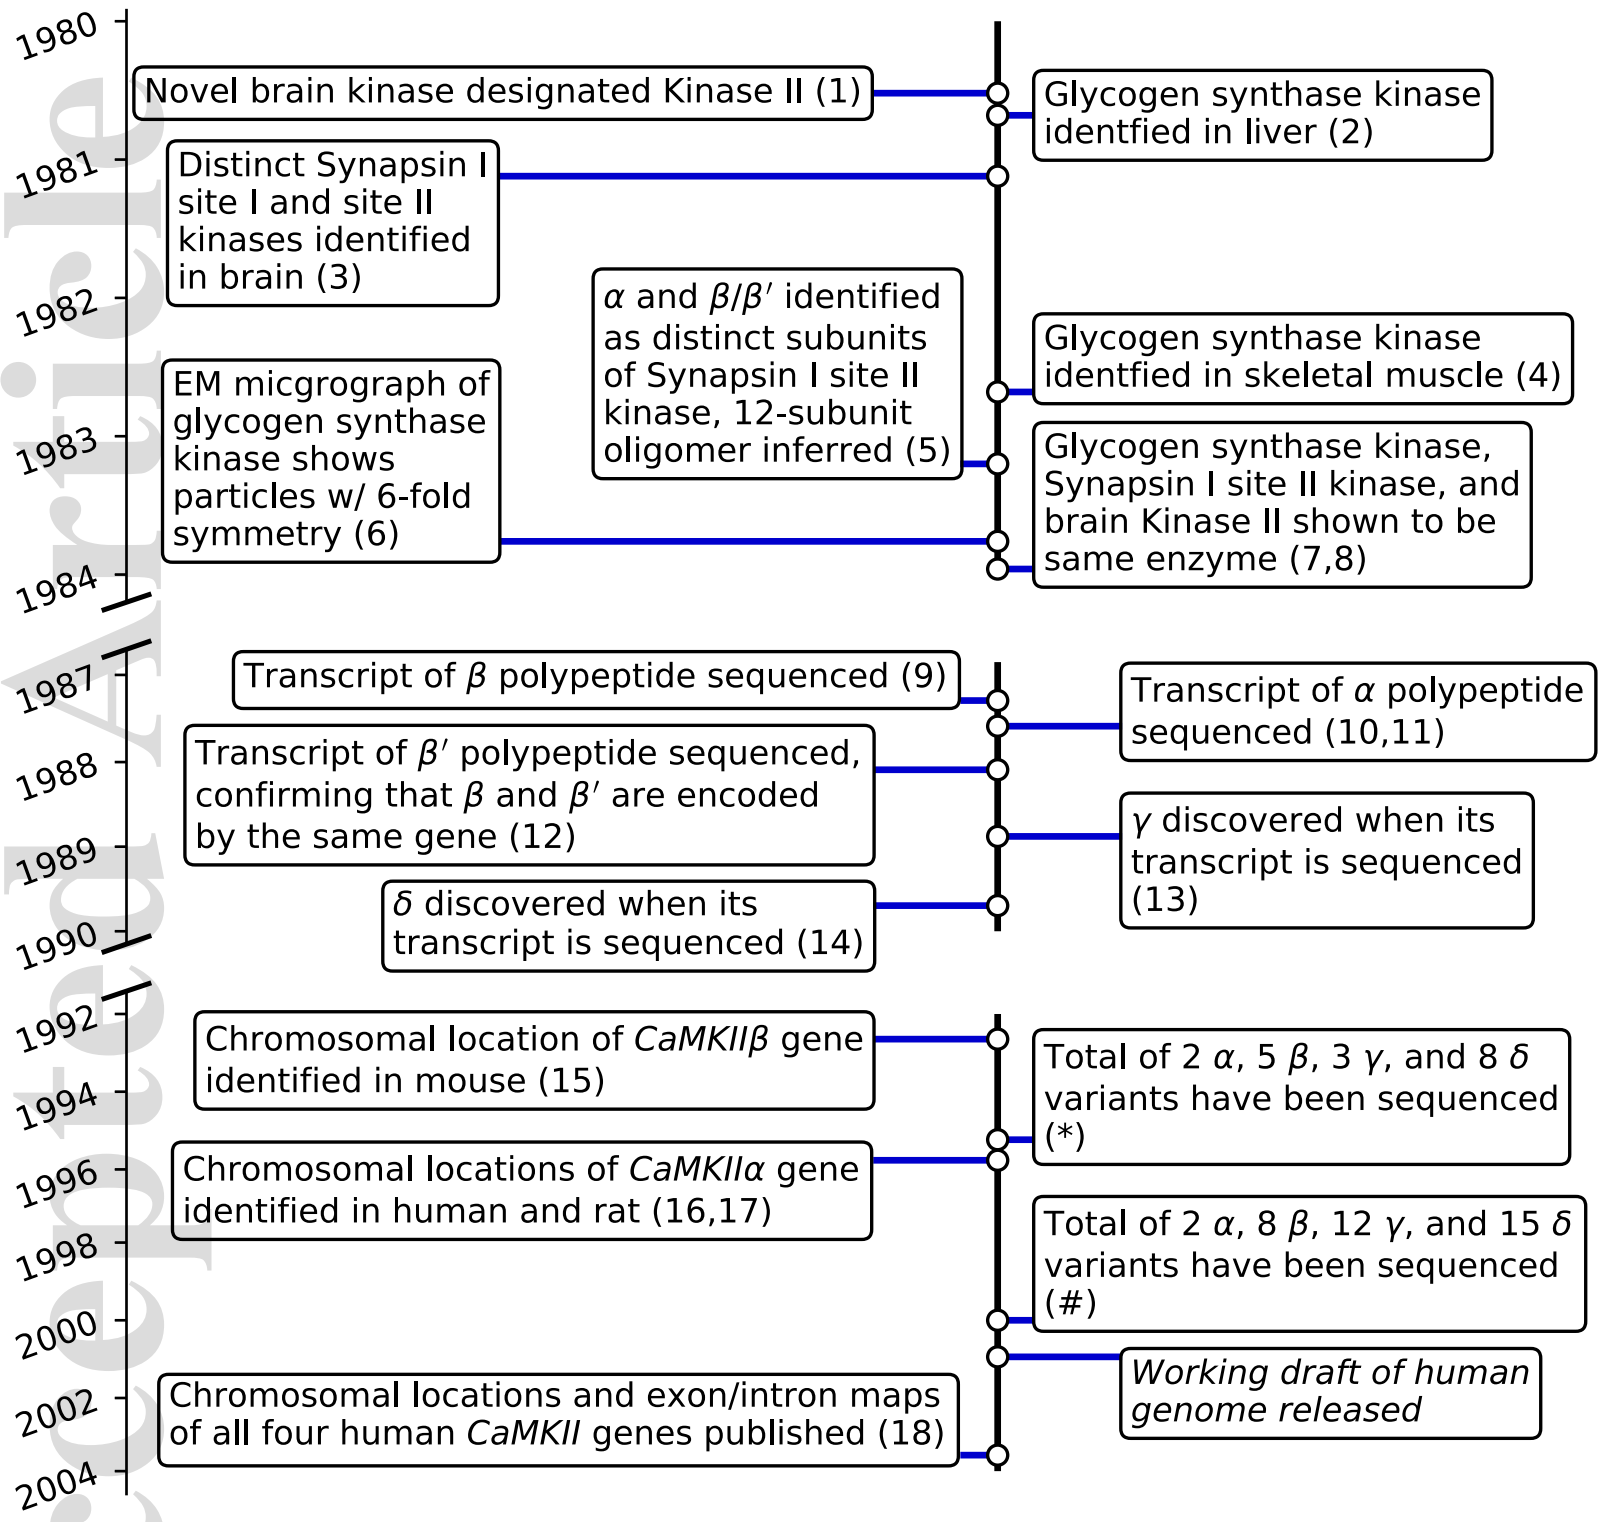 1980
Novel brain kinase designated Kinase II (1)
Glycogen synthase kinase
identfied in liver (2)
1981
Distinct Synapsin I
site I and site II
kinases identified
in brain (3)
1982
α and β/β′ identified
as distinct subunits
of Synapsin I site II
kinase, 12-subunit
oligomer inferred (5)
Glycogen synthase kinase
identfied in skeletal muscle (4)
EM micgrograph of
glycogen synthase
kinase shows
particles w/ 6-fold
symmetry (6)
1983
Glycogen synthase kinase,
Synapsin I site II kinase, and
brain Kinase II shown to be
same enzyme (7,8)
1984
1987
Transcript of β polypeptide sequenced (9)
Transcript of α polypeptide
sequenced (10,11)
1988
Transcript of β′ polypeptide sequenced,
confirming that β and β′ are encoded
by the same gene (12)
γ discovered when its
transcript is sequenced
(13)
1989
δ discovered when its
transcript is sequenced (14)
1990
1992
Chromosomal location of CaMKIIβ gene
identified in mouse (15)
Total of 2 α, 5 β, 3 γ, and 8 δ
variants have been sequenced
(*)
1994
Chromosomal locations of CaMKIIα gene
identified in human and rat (16,17)
1996
Total of 2 α, 8 β, 12 γ, and 15 δ
variants have been sequenced
(#)
1998
2000
Working draft of human
genome released
Chromosomal locations and exon/intron maps
of all four human CaMKII genes published (18)
2002
2004
cepted Article